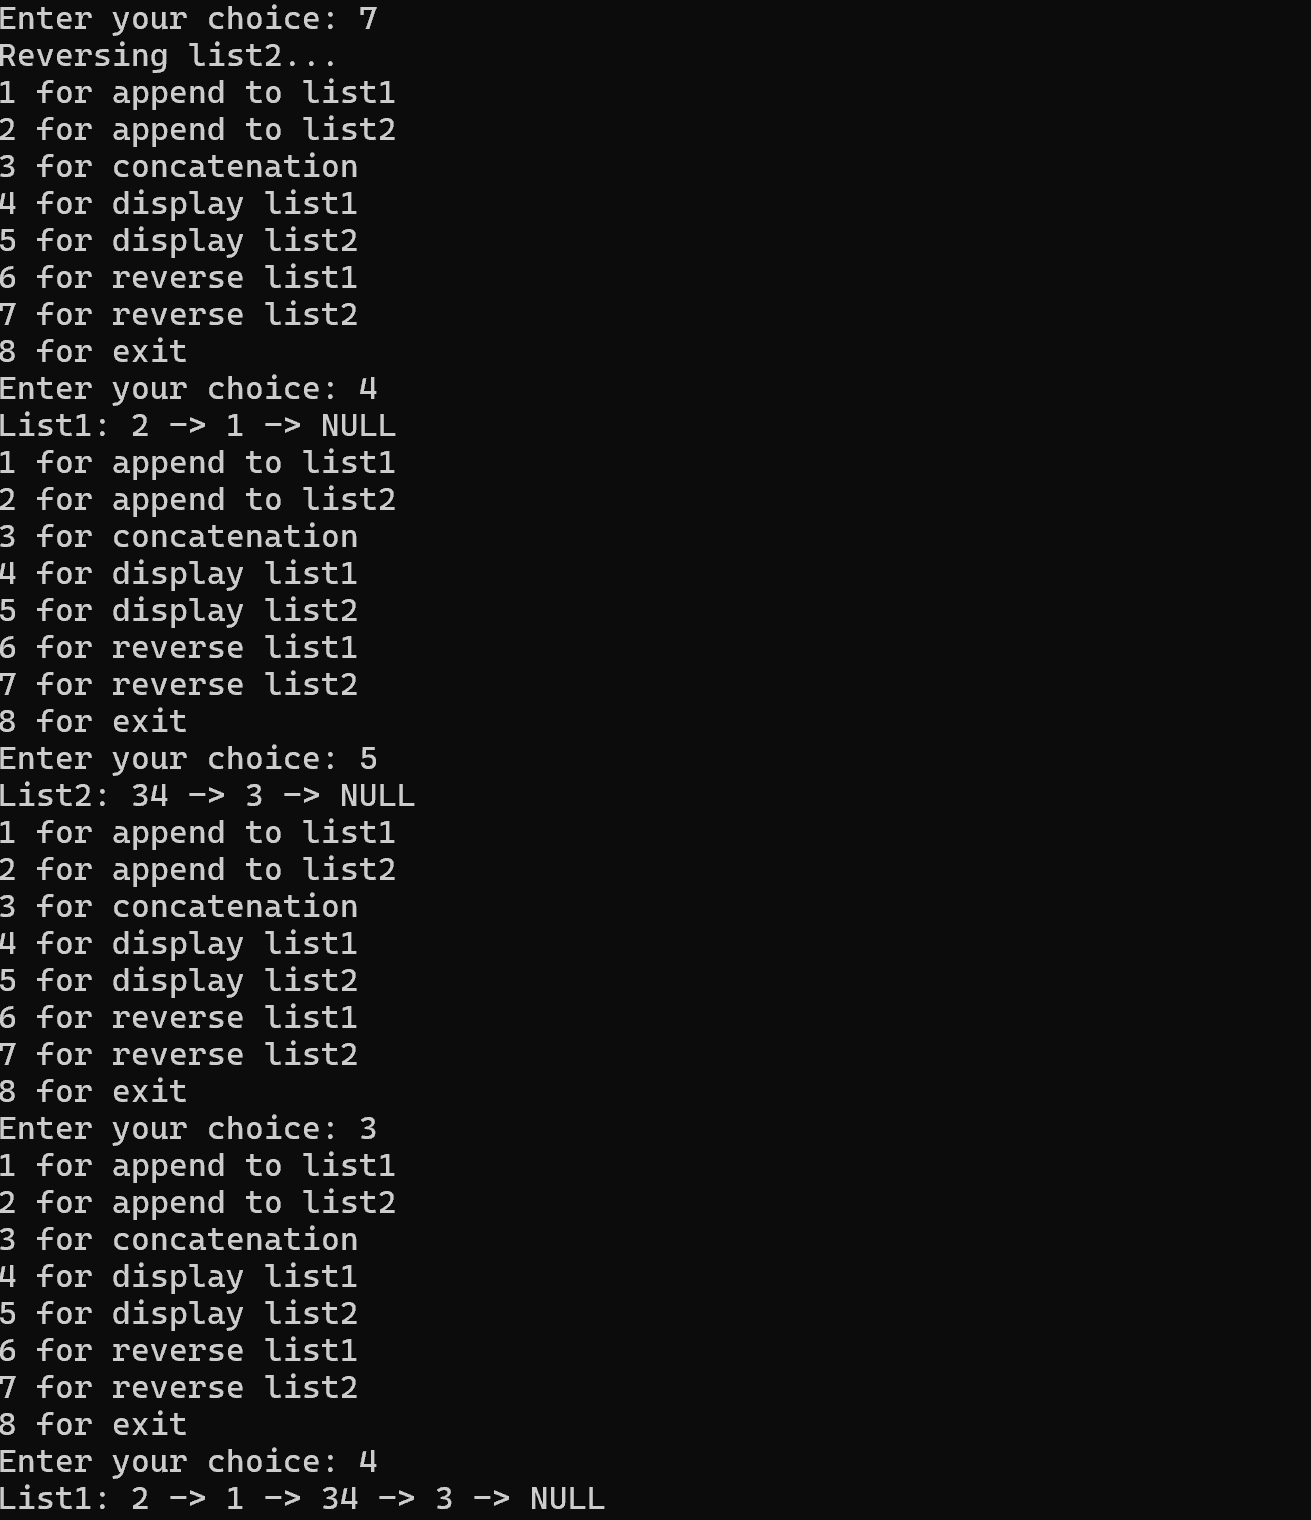 Enter your choice: 7
Reversing list2...
1 for append to list1
2 for append to list2
3 for concatenation
4 for display list1
5 for display list2
6 for reverse list1
7 for reverse list2
8 for exit
Enter your choice: 4
List1: 2 -> 1 -> NULL
1 for append to list1
2 for append to list2
3 for concatenation
4 for display list1
5 for display list2
6 for reverse list1
7 for reverse list2
8 for exit
Enter your choice: 5
List2: 34 -> 3 -> NULL
1 for append to list1
2 for append to list2
3 for concatenation
4 for display list1
5 for display list2
6 for reverse list1
7 for reverse list2
8 for exit
Enter your choice: 3
1 for append to list1
2 for append to list2
3 for concatenation
4 for display list1
5 for display list2
6 for reverse list1
7 for reverse list2
8 for exit
Enter your choice: 4
List1: 2 -> 1 -> 34 -> 3 -> NULL